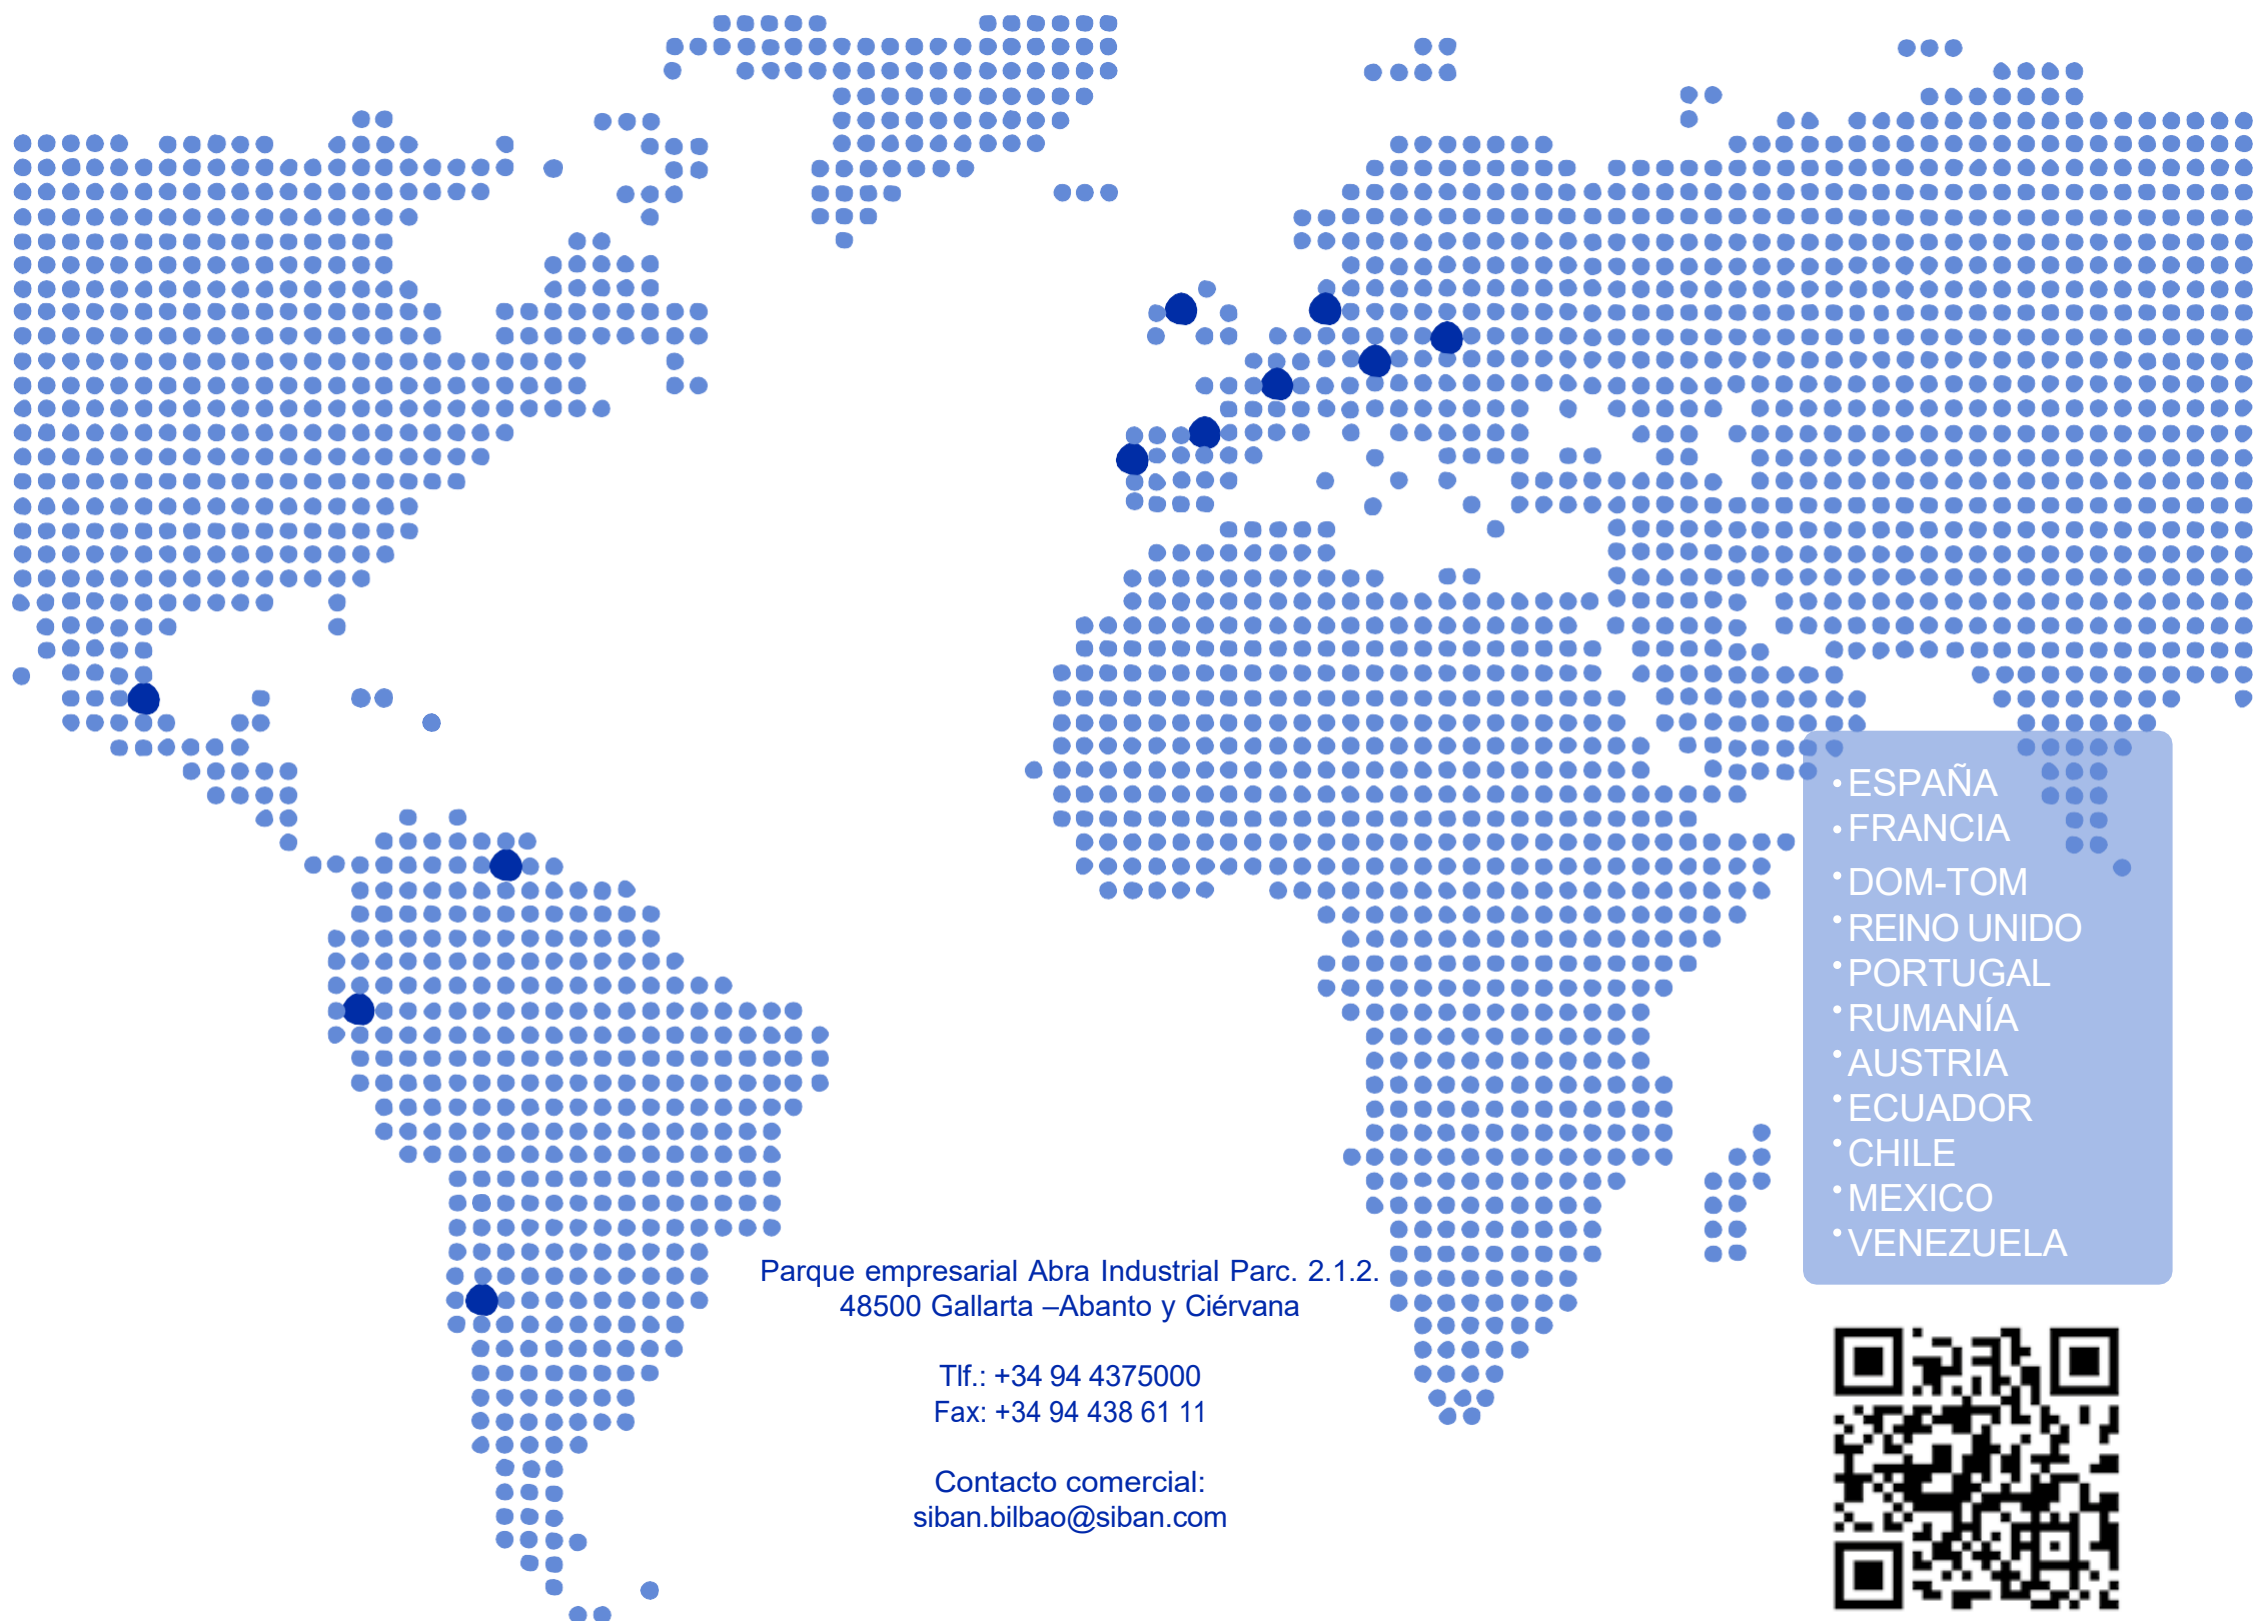 • ESPAÑA
• FRANCIA
• DOM-TOM
• REINO UNIDO
• PORTUGAL
• RUMANÍA
• AUSTRIA
• ECUADOR
• CHILE
• MEXICO
• VENEZUELA
Parque empresarial Abra Industrial Parc. 2.1.2.
48500 Gallarta –Abanto y Ciérvana
Tlf.: +34 94 4375000
Fax: +34 94 438 61 11
Contacto comercial:
siban.bilbao@siban.com